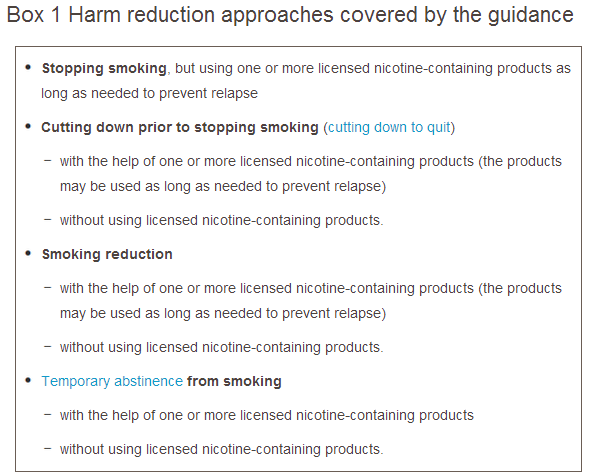 Box 1 Harm reduction approaches covered by the guidance
• Stopping smoking, but using one or more licensed nicotine-containing products as
long as needed to prevent relapse
• Cutting down prior to stopping smoking (cutting down to quit)
− with the help of one or more licensed nicotine-containing products (the products
may be used as long as needed to prevent relapse)
− without using licensed nicotine-containing products.
• Smoking reduction
− with the help of one or more licensed nicotine-containing products (the products
may be used as long as needed to prevent relapse)
− without using licensed nicotine-containing products.
• Temporary abstinence from smoking
− with the help of one or more licensed nicotine-containing products
− without using licensed nicotine-containing products.